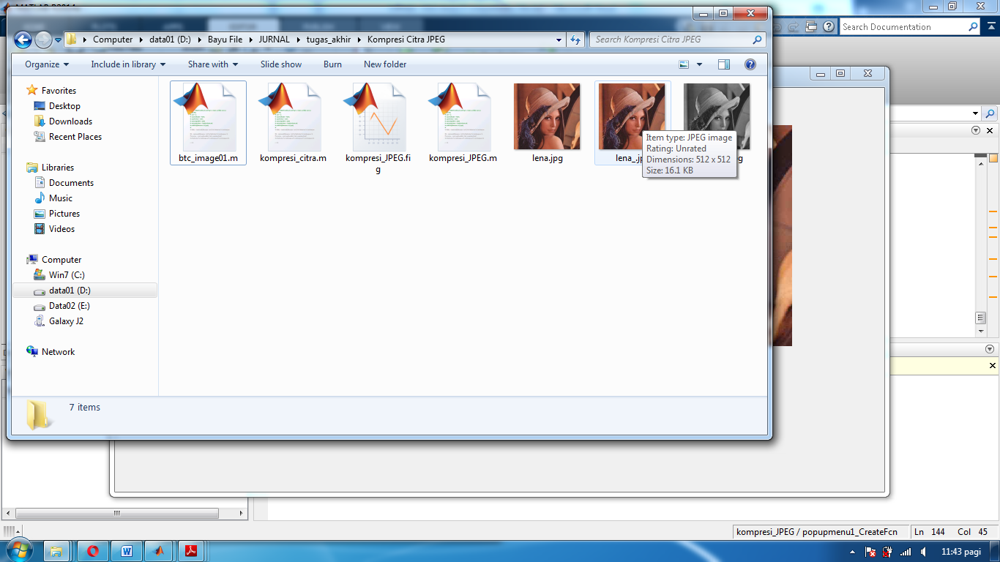 MATLAB R2014
Search Documentation
Computer
data01 (D:)
Bayu File
JURNAL
tugas_akhir
Kompresi Citra JPEG
Search Kompresi Citra JPEG
Organize
Include in library
Share with
Slide show
Burn
New folder
Favorites
Desktop
Downloads
Recent Places
Libraries
Documents
Music
Pictures
Videos
Computer
Win7 (C:)
data01 (D:)
Data02 (E:)
Galaxy J2
Network
btc_image01.m
kompresi_citra.m
kompresi_JPEG.fi
g
kompresi_JPEG.m
lena.jpg
lena_.jp
g
Item type: JPEG image
Rating: Unrated
Dimensions: 512 x 512
Size: 16.1 KB
7 items
kompresi_JPEG / popupmenu1_CreateFcn
Ln 144 Col 45
11:43 pagi